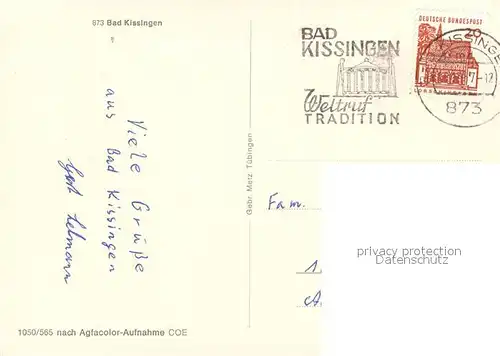 873 Bad Kissingen
Viele Grüße
aus
Bad Kissingen
BAD
KISSINGEN
Weltruf
TRADITION
DEUTSCHE BUNDESPOST
20
873
Gebr. Metz, Tübingen
Fam.
1
privacy protection
Datenschutz
1050/565 nach Agfacolor-Aufnahme COE